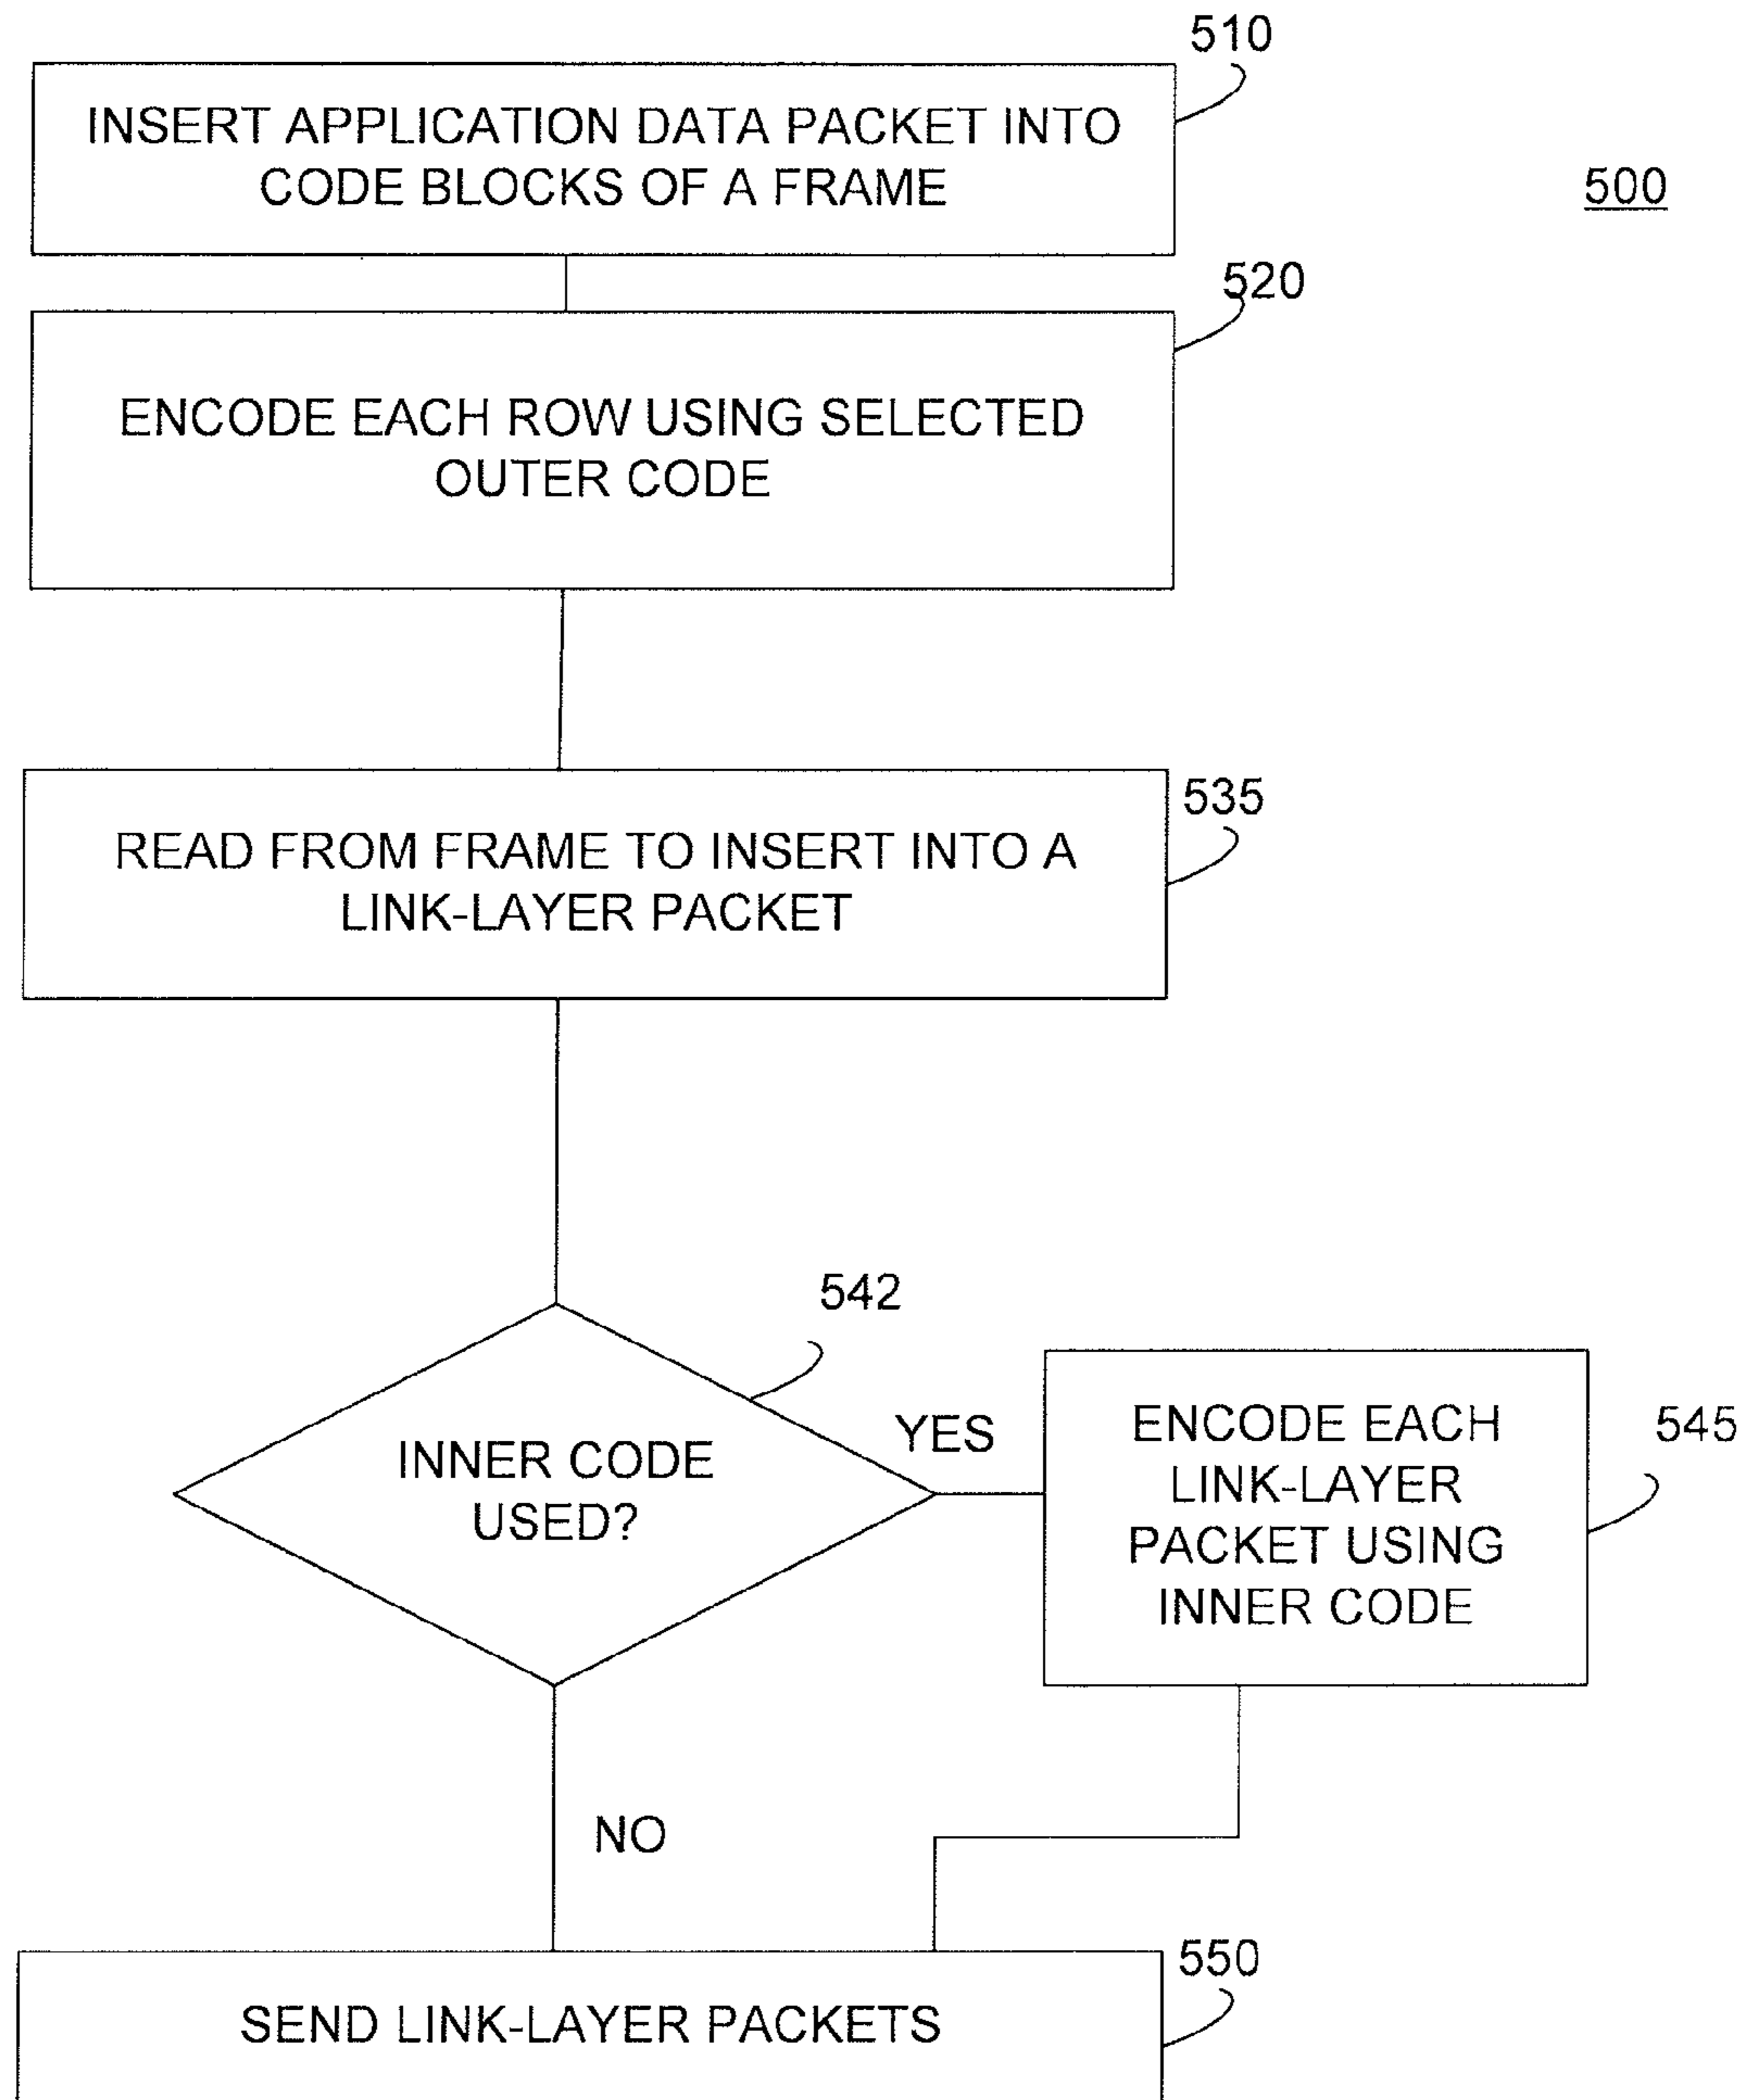 510
INSERT APPLICATION DATA PACKET INTO
CODE BLOCKS OF A FRAME
500
520
ENCODE EACH ROW USING SELECTED
OUTER CODE
535
READ FROM FRAME TO INSERT INTO A
LINK-LAYER PACKET
542
INNER CODE
USED?
YES
ENCODE EACH
LINK-LAYER
PACKET USING
INNER CODE
545
NO
550
SEND LINK-LAYER PACKETS